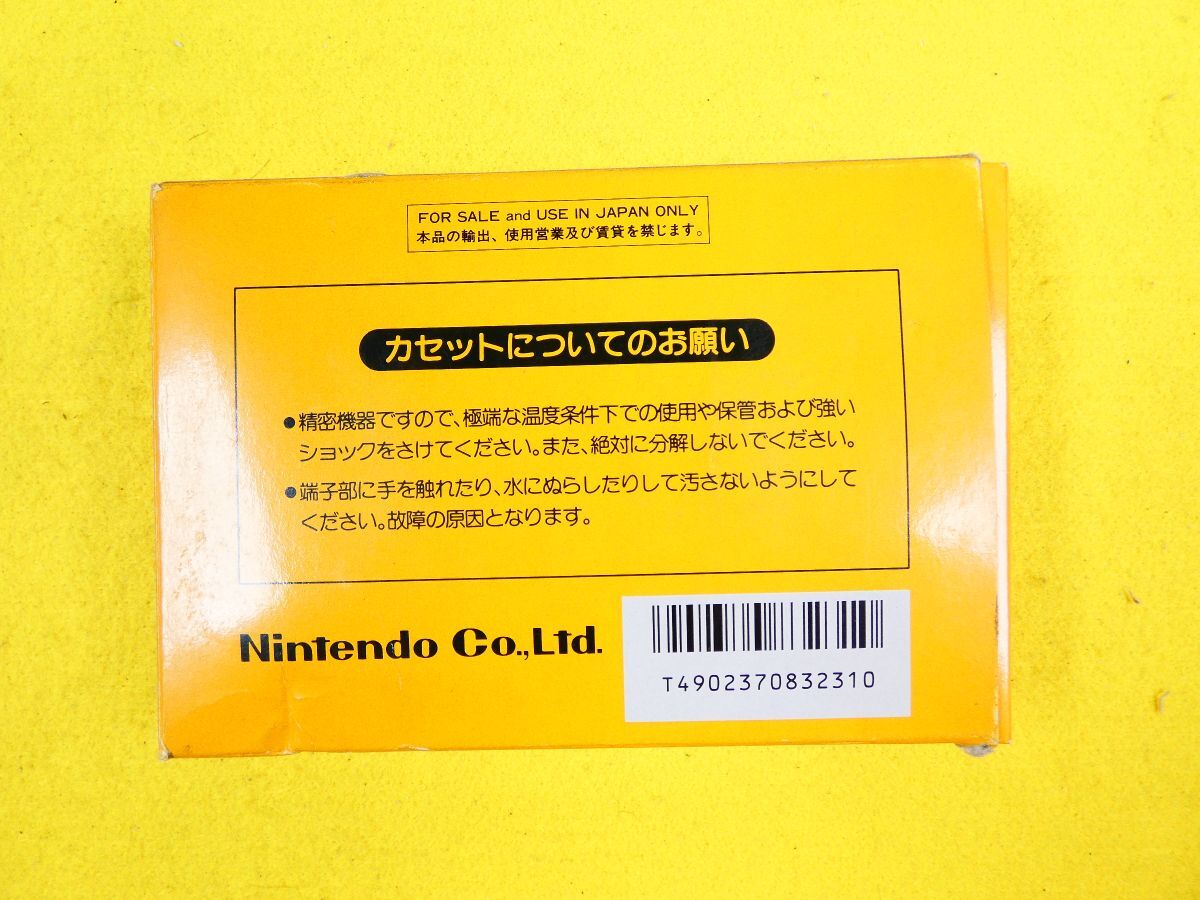 FOR SALE and USE IN JAPAN ONLY
本品の輸出、使用営業及び賃貸を禁じます。
カセットについてのお願い
●精密機器ですので、極端な温度条件下での使用や保管および強い
ショックをさけてください。また、絶対に分解しないでください。
●端子部に手を触れたり、水にぬらしたりして汚さないようにして
ください。故障の原因となります。
Nintendo Co.,Ltd.
T4902370832310